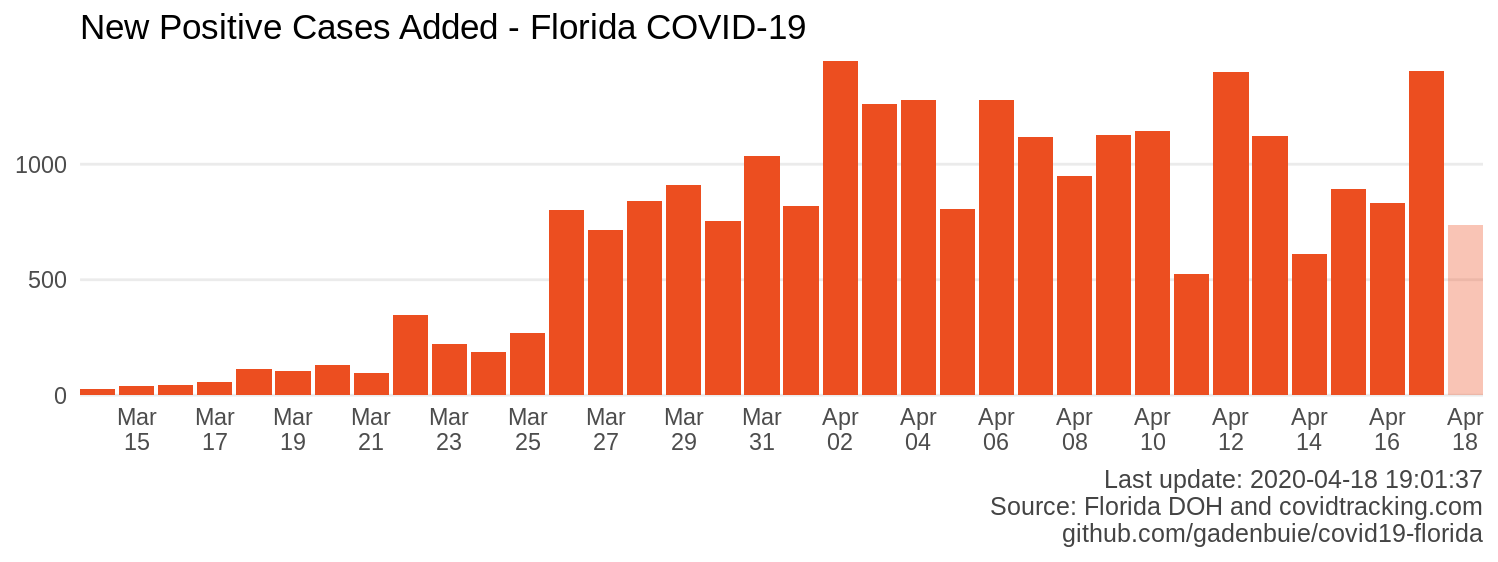 New Positive Cases Added - Florida COVID-19
1000
500
0
Mar Mar Mar Mar Mar Mar Mar Mar Mar Apr Apr Apr Apr Apr Apr Apr Apr Apr
15 17 19 21 23 25 27 29 31 02 04 06 08 10 12 14 16 18
Last update: 2020-04-18 19:01:37
Source: Florida DOH and covidtracking.com
github.com/gadenbuie/covid19-florida